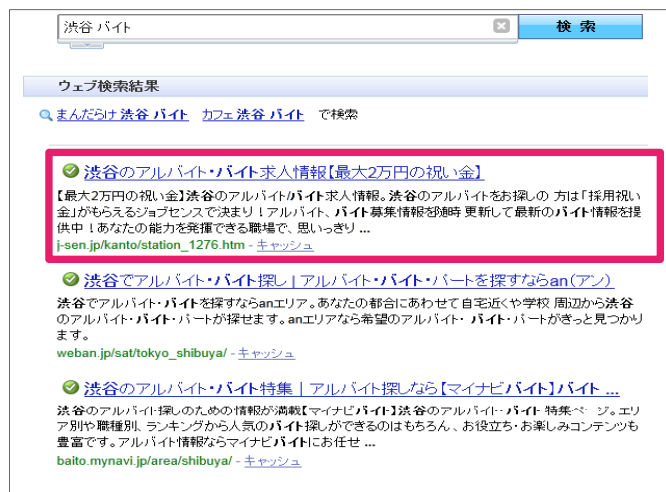 渋谷 バイト
検 索
ウェブ検索結果
まんだらけ 渋谷 バイト カフェ 渋谷 バイト で検索
渋谷のアルバイト・バイト求人情報【最大2万円の祝い金】
【最大2万円の祝い金】渋谷のアルバイト/バイト求人情報。渋谷のアルバイトをお探しの 方は「採用祝い
金」がもらえるジョブセンスで決まり！アルバイト、バイト募集情報を随時 更新して最新のバイト情報を提
供中！あなたの能力を発揮できる職場で、思いっきり ...
j-sen.jp/kanto/station_1276.htm - キャッシュ
渋谷でアルバイト・バイト探し | アルバイト・バイト・パートを探すならan（アン）
渋谷でアルバイト・バイトを探すならanエリア。あなたの都合にあわせて自宅近くや学校 周辺から渋谷
のアルバイト・バイト・パートが探せます。anエリアなら希望のアルバイト・ バイト・パートがきっと見つかり
ます。
weban.jp/sat/tokyo_shibuya/ - キャッシュ
渋谷のアルバイト・バイト特集 | アルバイト探しなら【マイナビバイト】バイト ...
渋谷のアルバイト探しのための情報が満載【マイナビバイト】渋谷のアルバイト・バイト 特集ページ。エリ
ア別や職種別、ランキングから人気のバイト探しができるのはもちろん、お役立ち・お楽しみコンテンツも
豊富です。アルバイト情報ならマイナビバイトにお任せ ...
baito.mynavi.jp/area/shibuya/ - キャッシュ